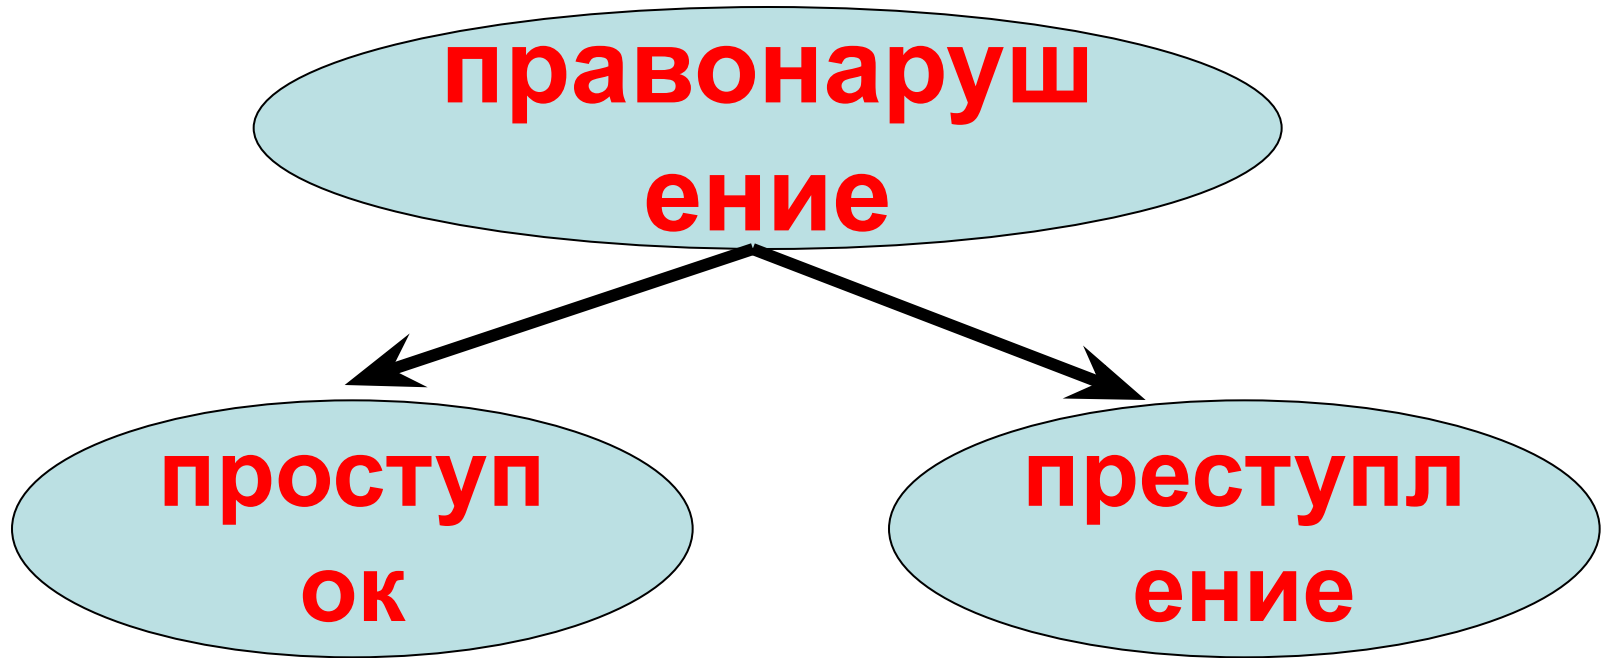 правонаруш
ение
проступ
ок
преступл
ение